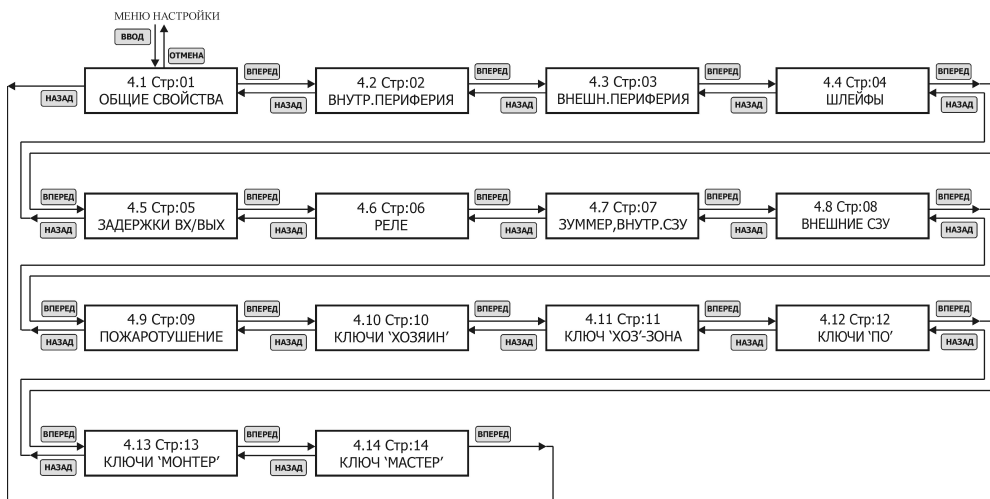 МЕНЮ НАСТРОЙКИ
ВВОД
ОТМЕНА
НАЗАД
4.1 Стр:01
ОБЩИЕ СВОЙСТВА
ВПЕРЕД
НАЗАД
4.2 Стр:02
ВНУТР.ПЕРИФЕРИЯ
ВПЕРЕД
НАЗАД
4.3 Стр:03
ВНЕШН.ПЕРИФЕРИЯ
ВПЕРЕД
НАЗАД
4.4 Стр:04
ШЛЕЙФЫ
ВПЕРЕД
НАЗАД
ВПЕРЕД
НАЗАД
4.5 Стр:05
ЗАДЕРЖКИ ВХ/ВЫХ
ВПЕРЕД
НАЗАД
4.6 Стр:06
РЕЛЕ
ВПЕРЕД
НАЗАД
4.7 Стр:07
ЗУММЕР,ВНУТР.СЗУ
ВПЕРЕД
НАЗАД
4.8 Стр:08
ВНЕШНИЕ СЗУ
ВПЕРЕД
НАЗАД
ВПЕРЕД
НАЗАД
4.9 Стр:09
ПОЖАРОТУШЕНИЕ
ВПЕРЕД
НАЗАД
4.10 Стр:10
КЛЮЧИ ‘ХОЗЯИН’
ВПЕРЕД
НАЗАД
4.11 Стр:11
КЛЮЧ ‘ХОЗ’-ЗОНА
ВПЕРЕД
НАЗАД
4.12 Стр:12
КЛЮЧИ ‘ПО’
ВПЕРЕД
НАЗАД
ВПЕРЕД
НАЗАД
4.13 Стр:13
КЛЮЧИ ‘МОНТЕР’
ВПЕРЕД
НАЗАД
4.14 Стр:14
КЛЮЧ ‘МАСТЕР’
ВПЕРЕД